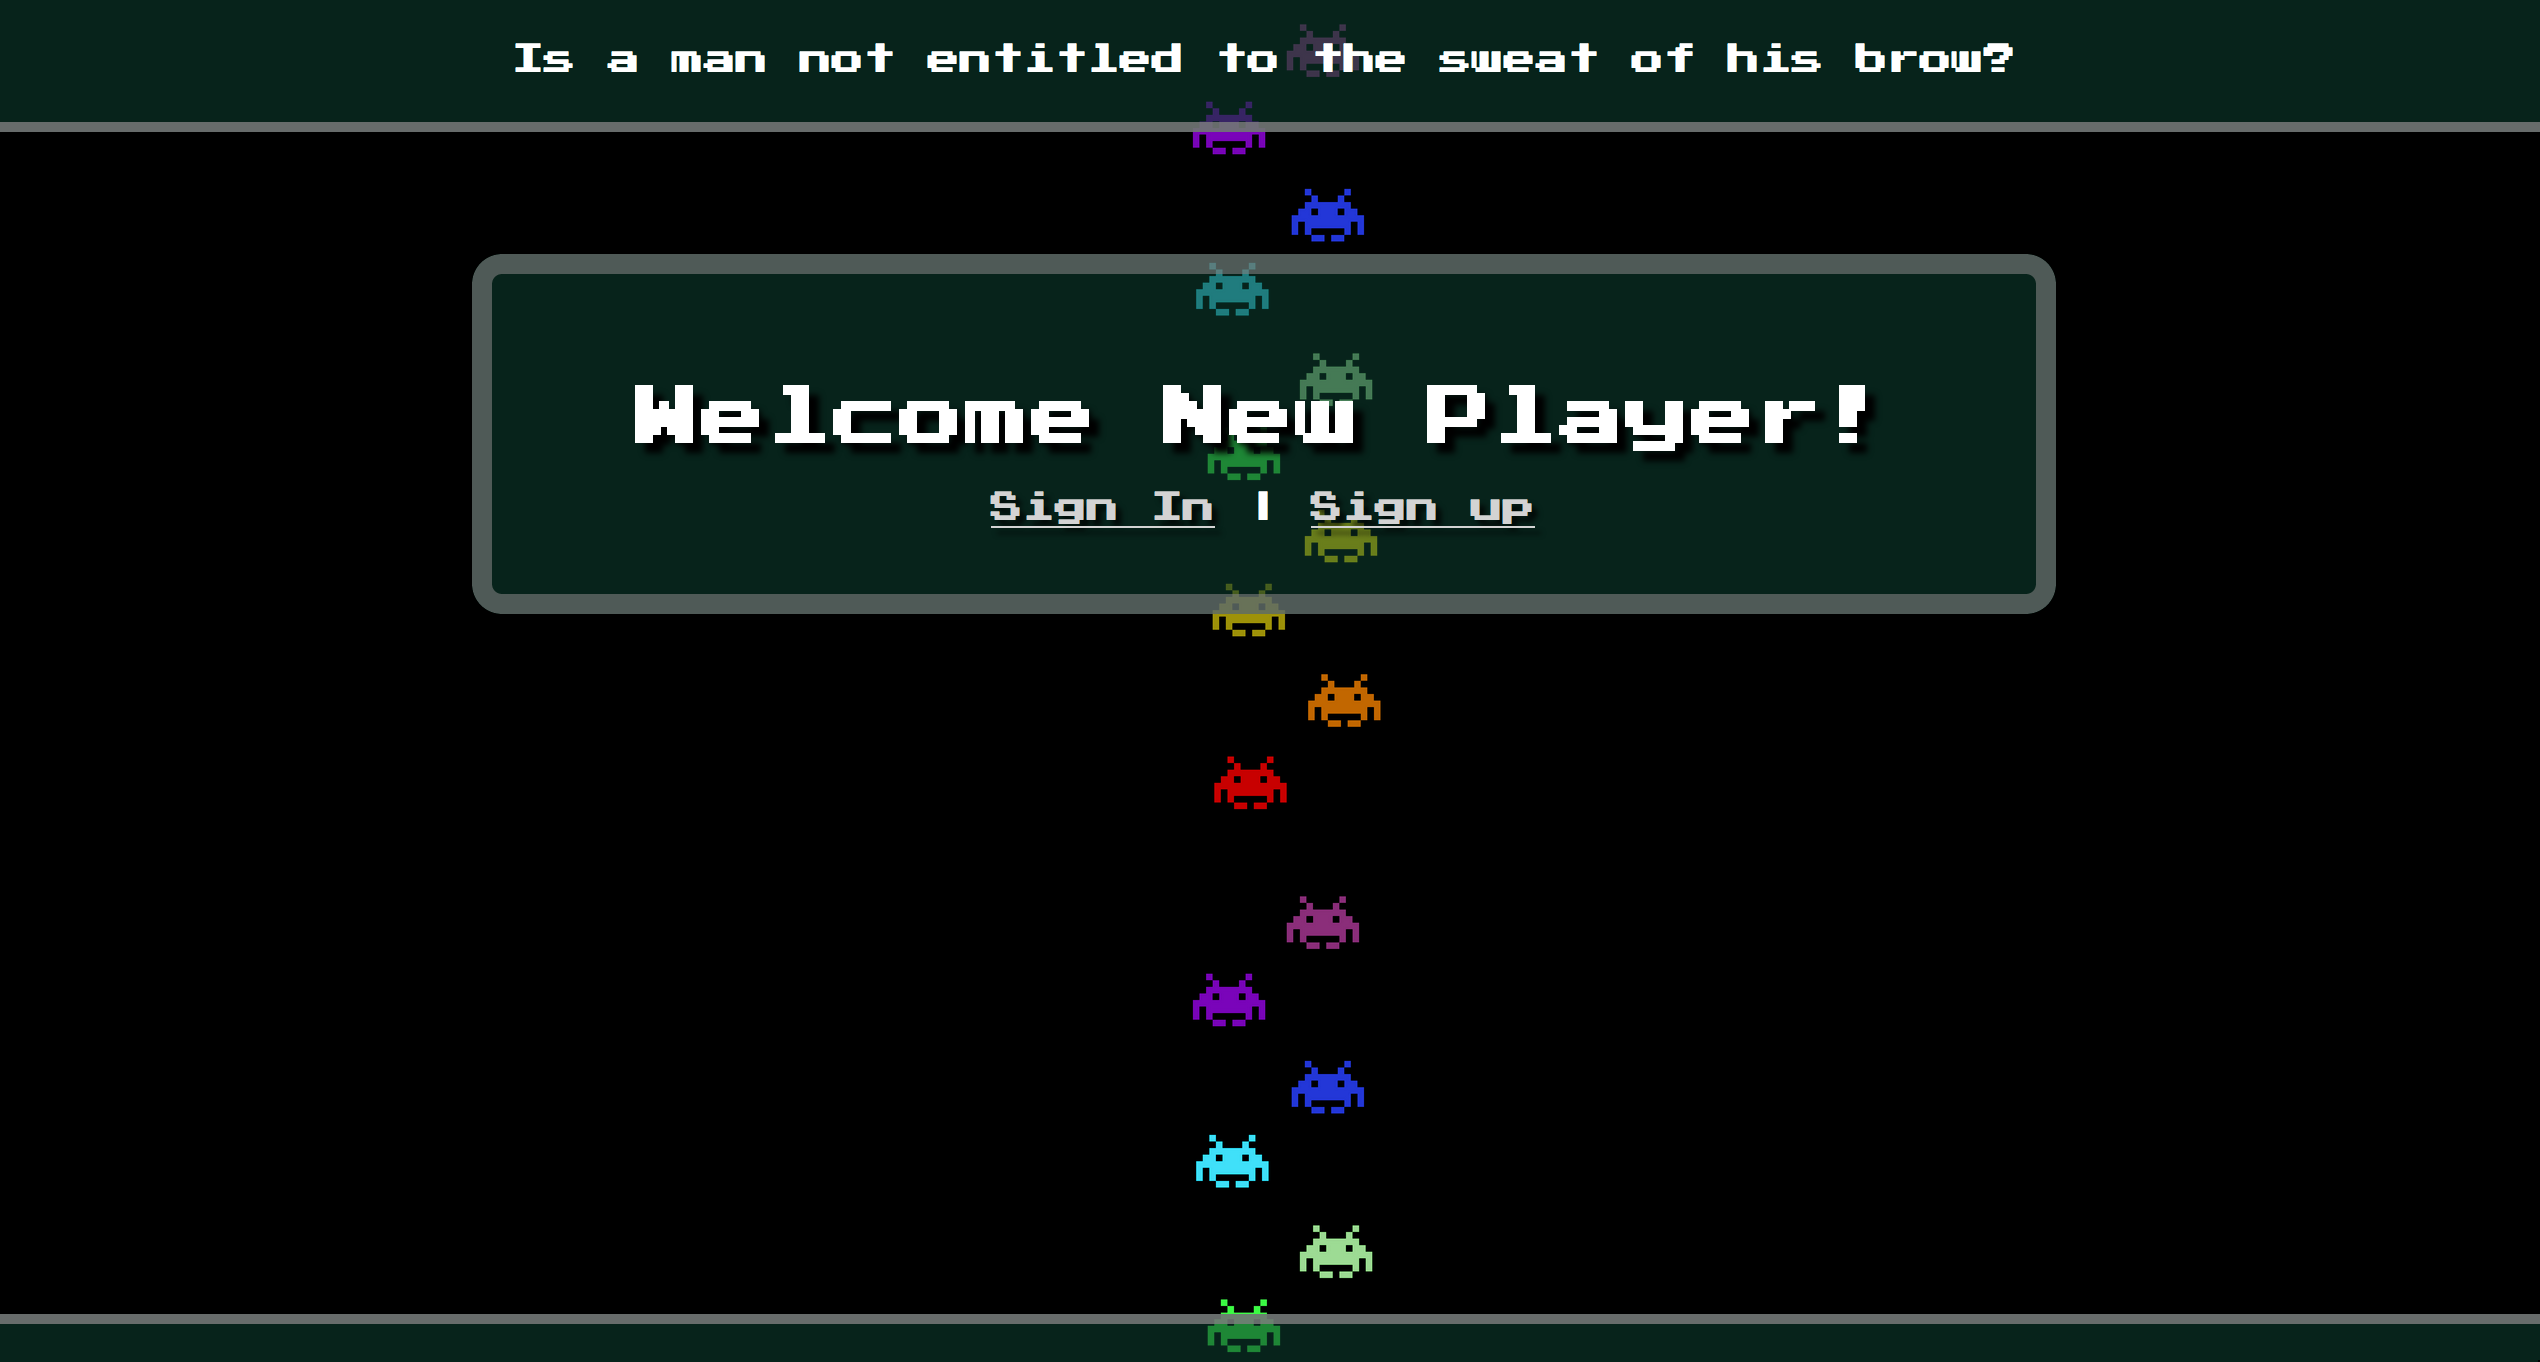 Is a man not entitled to the sweat of his brow?
Welcome New Player!
Sign In | Sign up